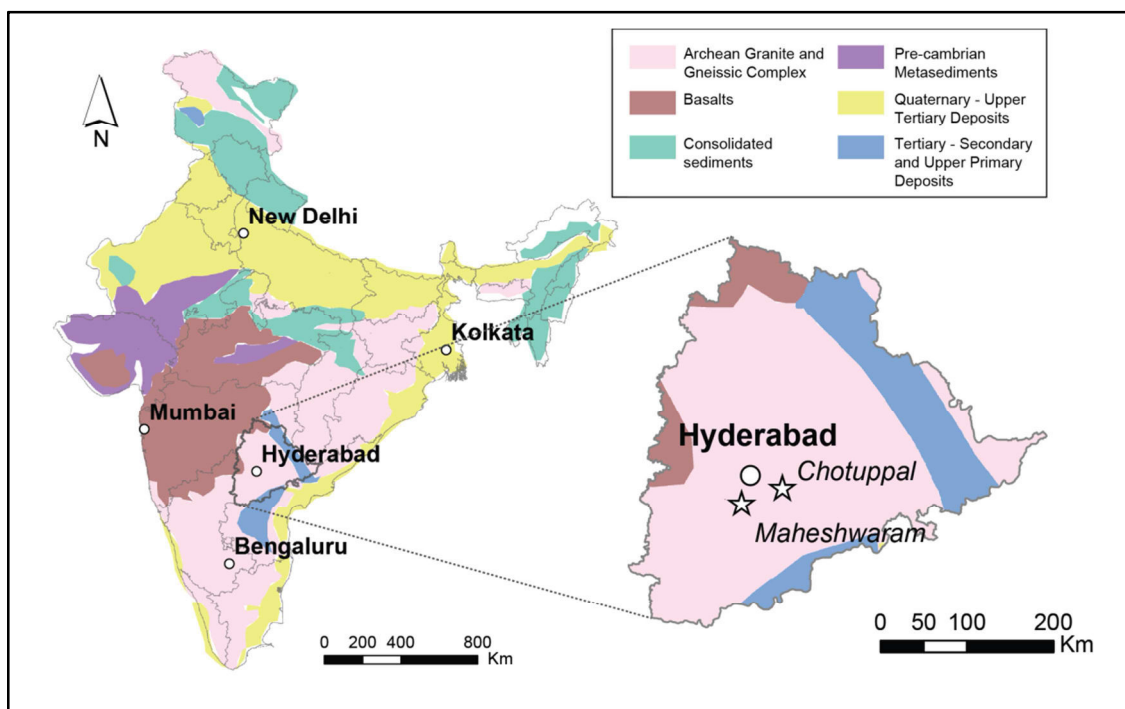 Archean Granite and
Gneissic Complex
Basalts
Consolidated
sediments
Pre-cambrian
Metasediments
Quaternary - Upper
Tertiary Deposits
Tertiary - Secondary
and Upper Primary
Deposits
N
New Delhi
Kolkata
Mumbai
Hyderabad
Bengaluru
0 200 400 800
Km
Hyderabad
Chotuppal
Maheshwaram
0 50 100 200
Km